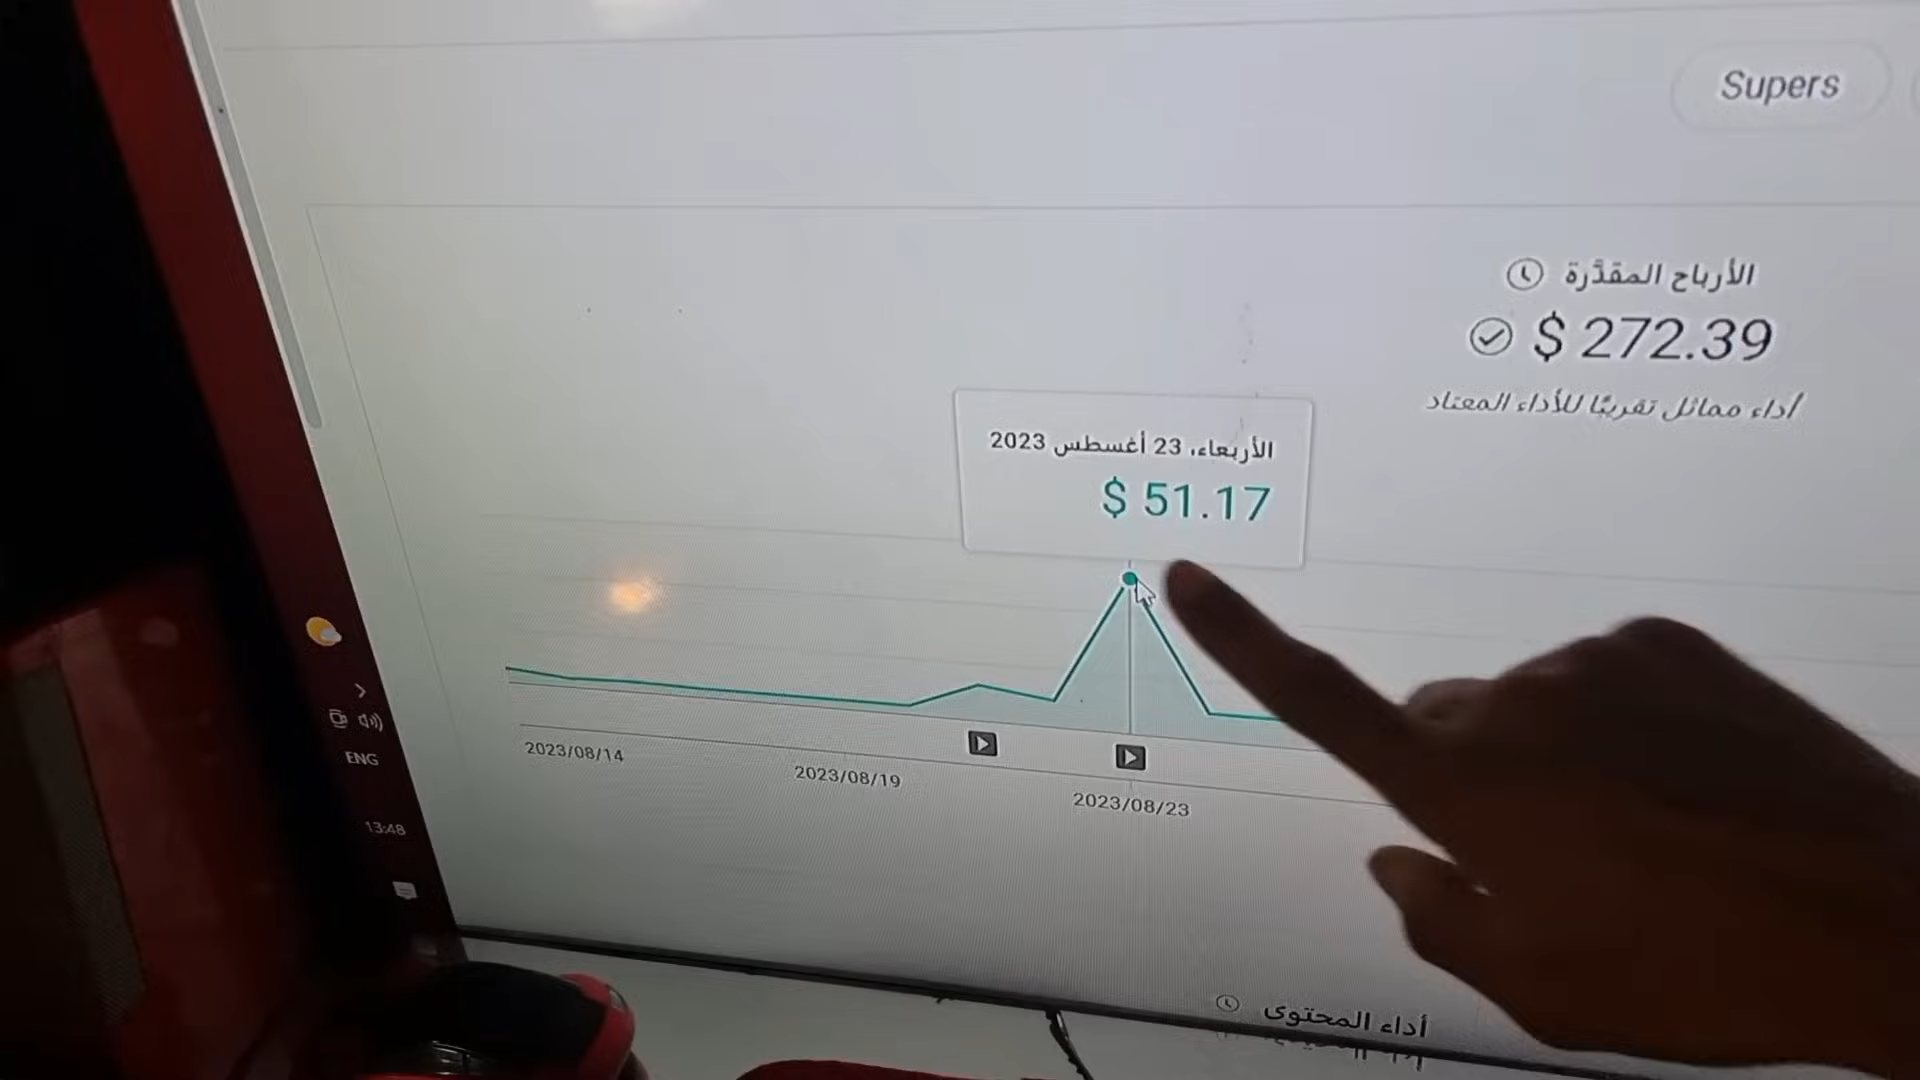 Supers
الأرباح المقدَّرة
$ 272.39
أداء مماثل تقريبًا للأداء المعتاد
الأربعاء، 23 أغسطس 2023
$ 51.17
2023/08/14
2023/08/19
2023/08/23
ENG
13:48
أداء المحتوى